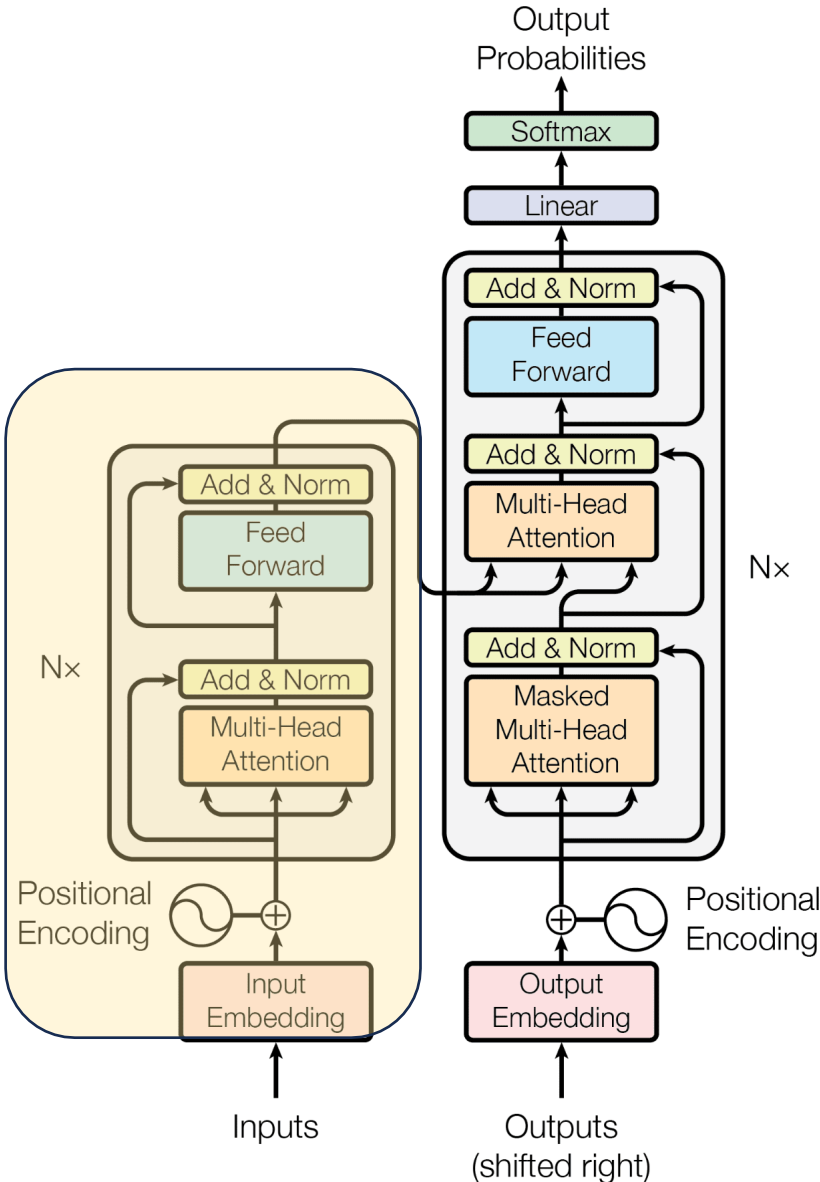 Output
Probabilities
Softmax
Linear
Add & Norm
Feed
Forward
Add & Norm
Multi-Head
Attention
N×
Add & Norm
Masked
Multi-Head
Attention
Positional
Encoding
Output
Embedding
Outputs
(shifted right)
Add & Norm
Feed
Forward
N×
Add & Norm
Multi-Head
Attention
Positional
Encoding
Input
Embedding
Inputs